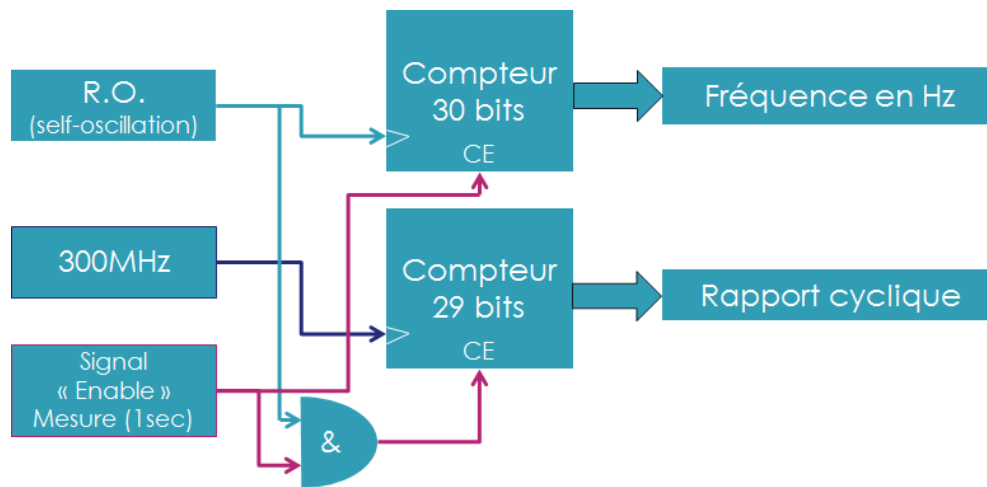 R.O.
(self-oscillation)
Compteur
30 bits
CE
Fréquence en Hz
300MHz
Compteur
29 bits
CE
Rapport cyclique
Signal
« Enable »
Mesure (1sec)
&